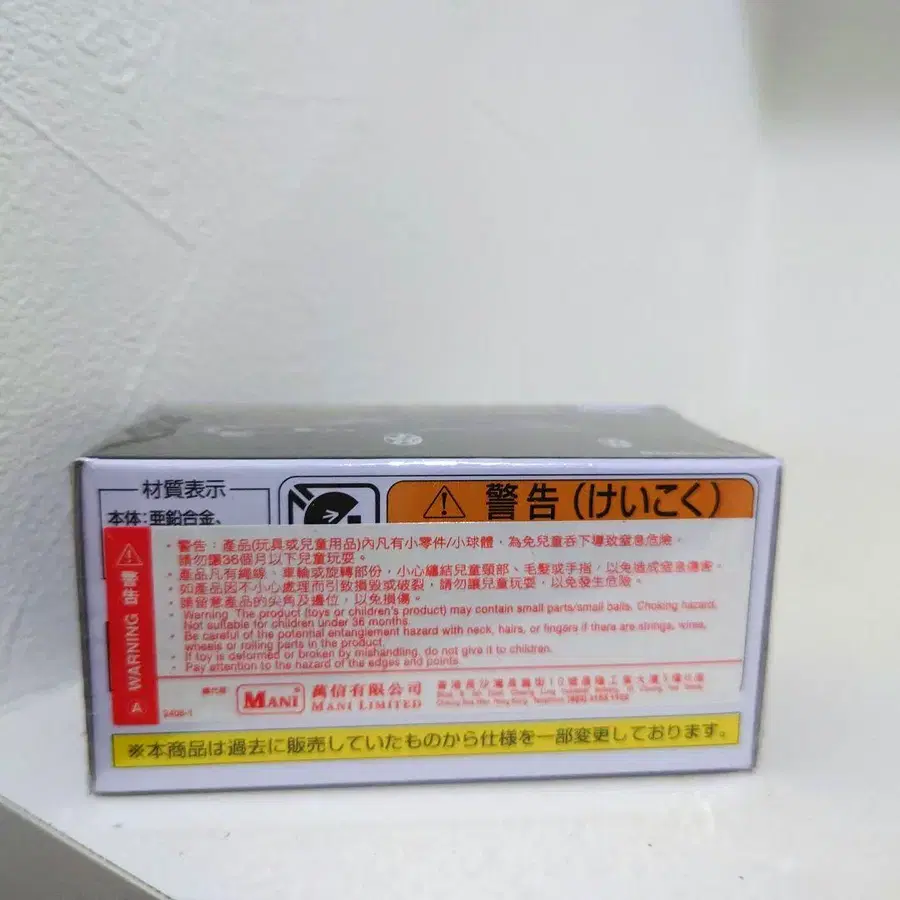 材質表示
本体:亜鉛合金、
警告(けいこく)
警告 WARNING
・警告:產品(玩具或兒童用品)內凡有小零件/小球體,為免兒童吞下導致窒息危險,
請勿讓36個月以下兒童玩耍。
・產品凡有繩線、車輪或旋轉部份,小心纏結兒童頸部、毛髮或手指,以免造成窒息傷害。
・如產品因不小心處理而引致損毀或破裂,請勿讓兒童玩耍,以免發生危險。
・請留意產品的尖角及邊位,以免損傷。
・Warning: The product (toys or children's product) may contain small parts/small balls. Choking hazard,
Not suitable for children under 36 months.
・Be careful of the potential entanglement hazard with neck, hairs, or fingers if there are strings, wires,
wheels or rolling parts in the product.
・If toy is deformed or broken by mishandling, do not give it to children.
・Pay attention to the hazard of the edges end points.
總代理
MANI
萬信有限公司
MANI LIMITED
※本商品は過去に販売していたものから仕様を一部変更しております。